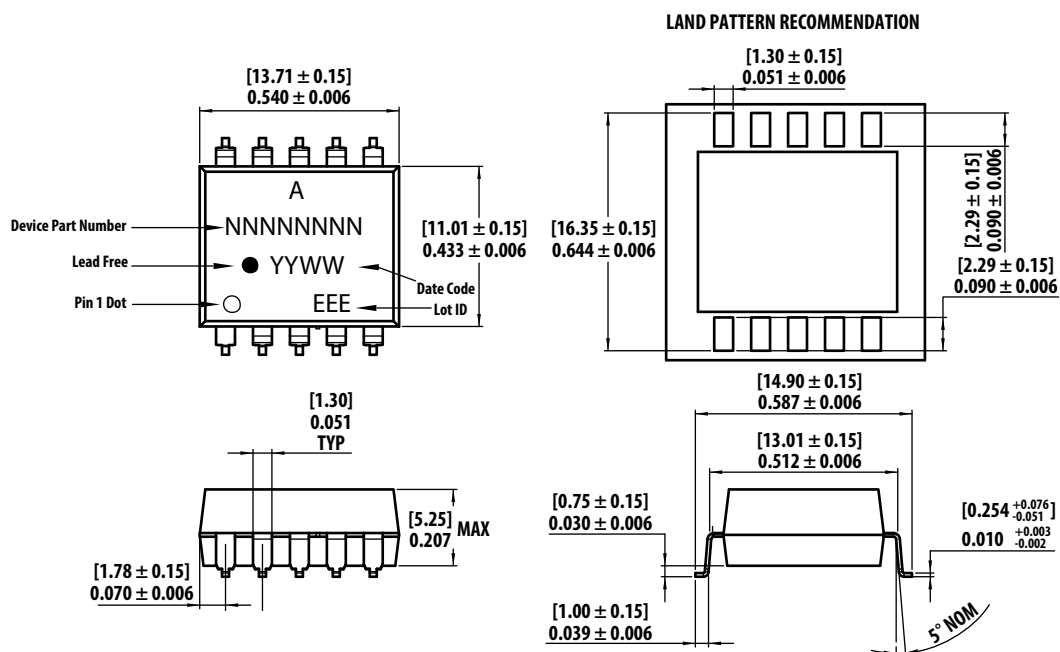 LAND PATTERN RECOMMENDATION
[13.71 ± 0.15]
0.540 ± 0.006
[1.30 ± 0.15]
0.051 ± 0.006
A
NNNNNNNN
YYWW
EEE
Device Part Number
Lead Free
Pin 1 Dot
Date Code
Lot ID
[11.01 ± 0.15]
0.433 ± 0.006
[16.35 ± 0.15]
0.644 ± 0.006
[2.29 ± 0.15]
0.090 ± 0.006
[2.29 ± 0.15]
0.090 ± 0.006
[1.30]
0.051
TYP
[5.25]
0.207
MAX
[1.78 ± 0.15]
0.070 ± 0.006
[14.90 ± 0.15]
0.587 ± 0.006
[13.01 ± 0.15]
0.512 ± 0.006
[0.75 ± 0.15]
0.030 ± 0.006
[0.254 +0.076 -0.051]
0.010 +0.003 -0.002
[1.00 ± 0.15]
0.039 ± 0.006
5° NOM